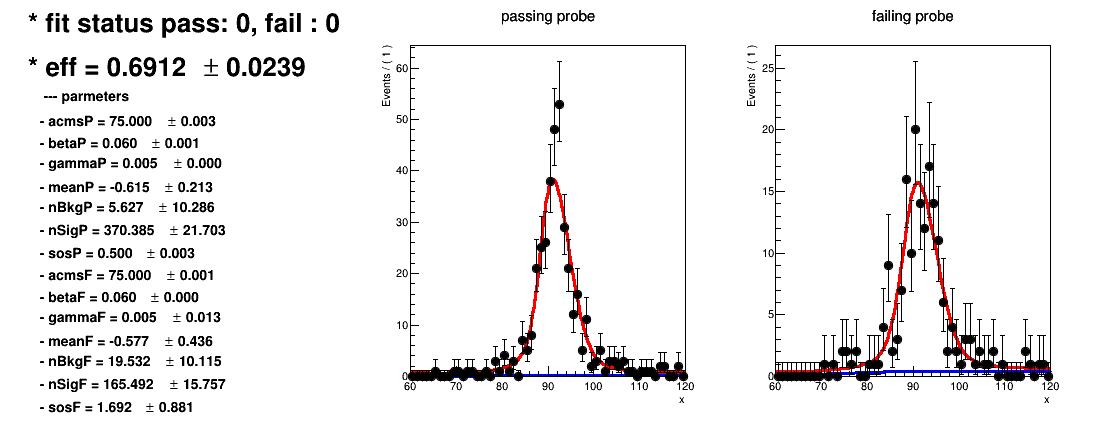 * fit status pass: 0, fail : 0
* eff = 0.6912 ± 0.0239
--- parmeters
- acmsP = 75.000 ± 0.003
- betaP = 0.060 ± 0.001
- gammaP = 0.005 ± 0.000
- meanP = -0.615 ± 0.213
- nBkgP = 5.627 ± 10.286
- nSigP = 370.385 ± 21.703
- sosP = 0.500 ± 0.003
- acmsF = 75.000 ± 0.001
- betaF = 0.060 ± 0.000
- gammaF = 0.005 ± 0.013
- meanF = -0.577 ± 0.436
- nBkgF = 19.532 ± 10.115
- nSigF = 165.492 ± 15.757
- sosF = 1.692 ± 0.881
passing probe
Events / ( 1 )
60
50
40
30
20
10
0
60 70 80 90 100 110 120
x
failing probe
Events / ( 1 )
25
20
15
10
5
0
60 70 80 90 100 110 120
x